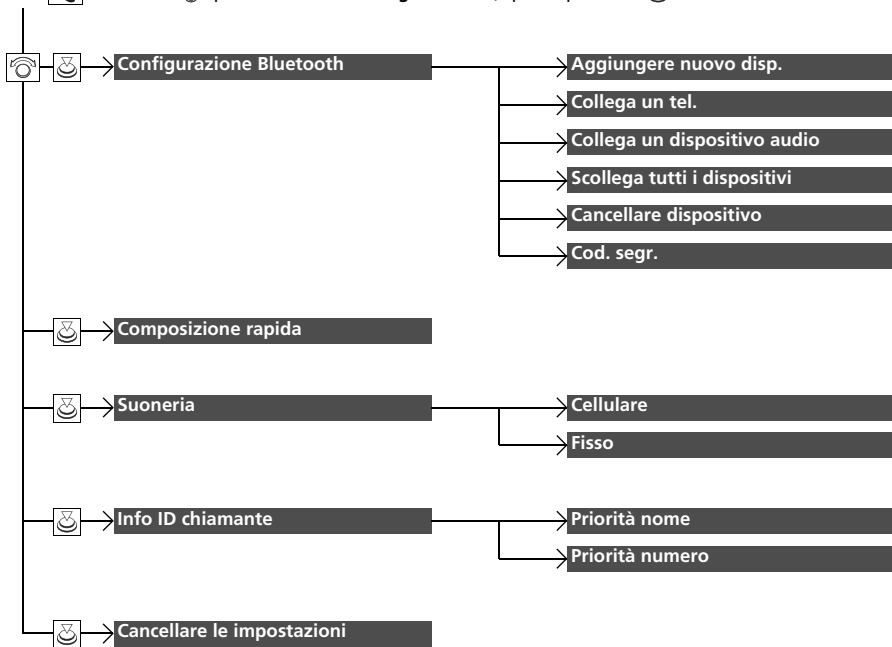 Configurazione Bluetooth
Aggiungere nuovo disp.
Collega un tel.
Collega un dispositivo audio
Scollega tutti i dispositivi
Cancellare dispositivo
Cod. segr.
Composizione rapida
Suoneria
Cellulare
Fisso
Info ID chiamante
Priorità nome
Priorità numero
Cancellare le impostazioni